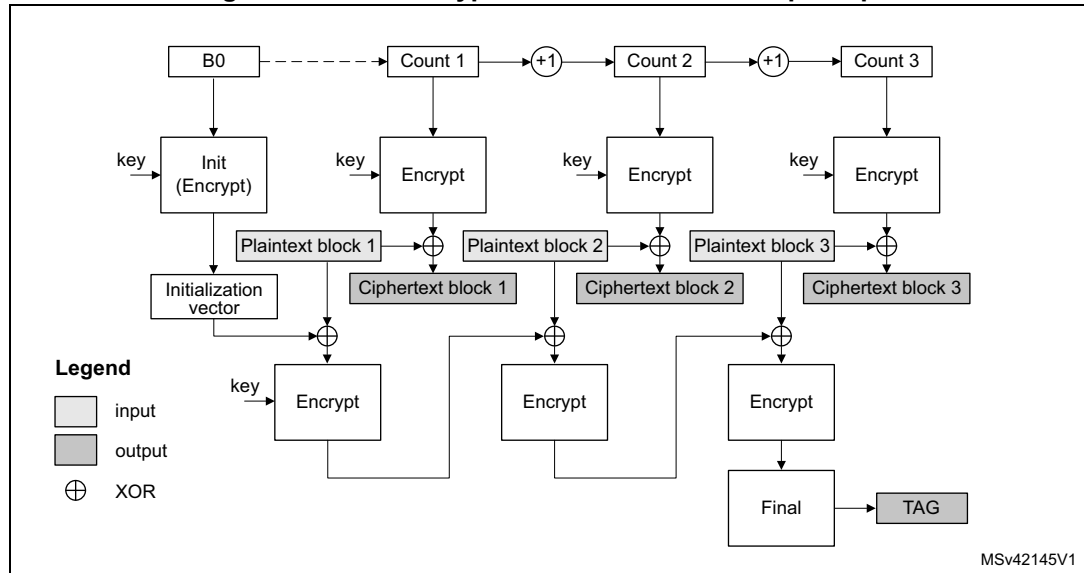 B0
Count 1
+1
Count 2
+1
Count 3
key
Init
(Encrypt)
key
Encrypt
key
Encrypt
key
Encrypt
Plaintext block 1
Plaintext block 2
Plaintext block 3
Initialization
vector
Ciphertext block 1
Ciphertext block 2
Ciphertext block 3
Legend
input
output
XOR
key
Encrypt
Encrypt
Encrypt
Final
TAG
MSv42145V1